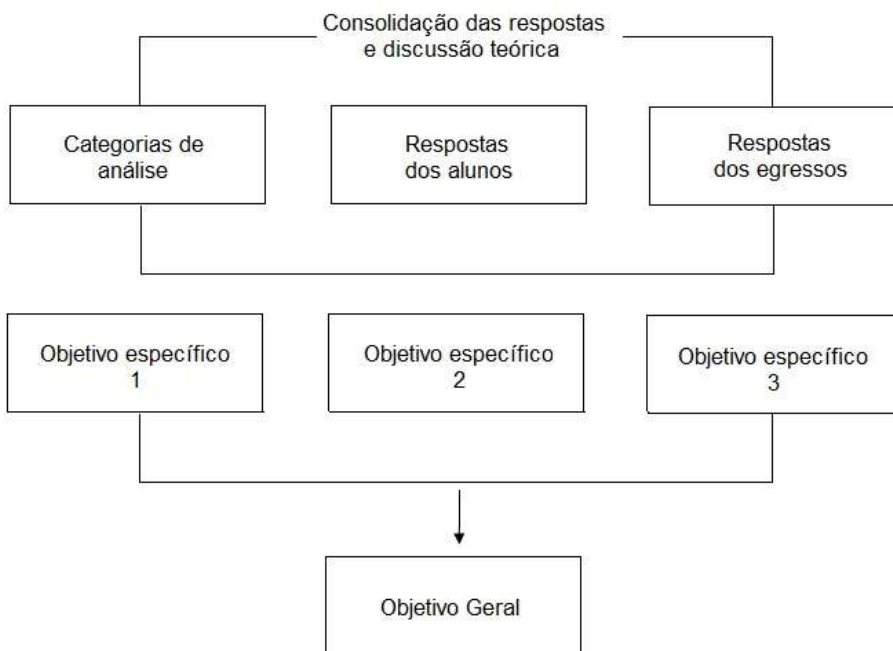 Consolidação das respostas
e discussão teórica
Categorias de
análise
Respostas
dos alunos
Respostas
dos egressos
Objetivo específico
1
Objetivo específico
2
Objetivo específico
3
Objetivo Geral